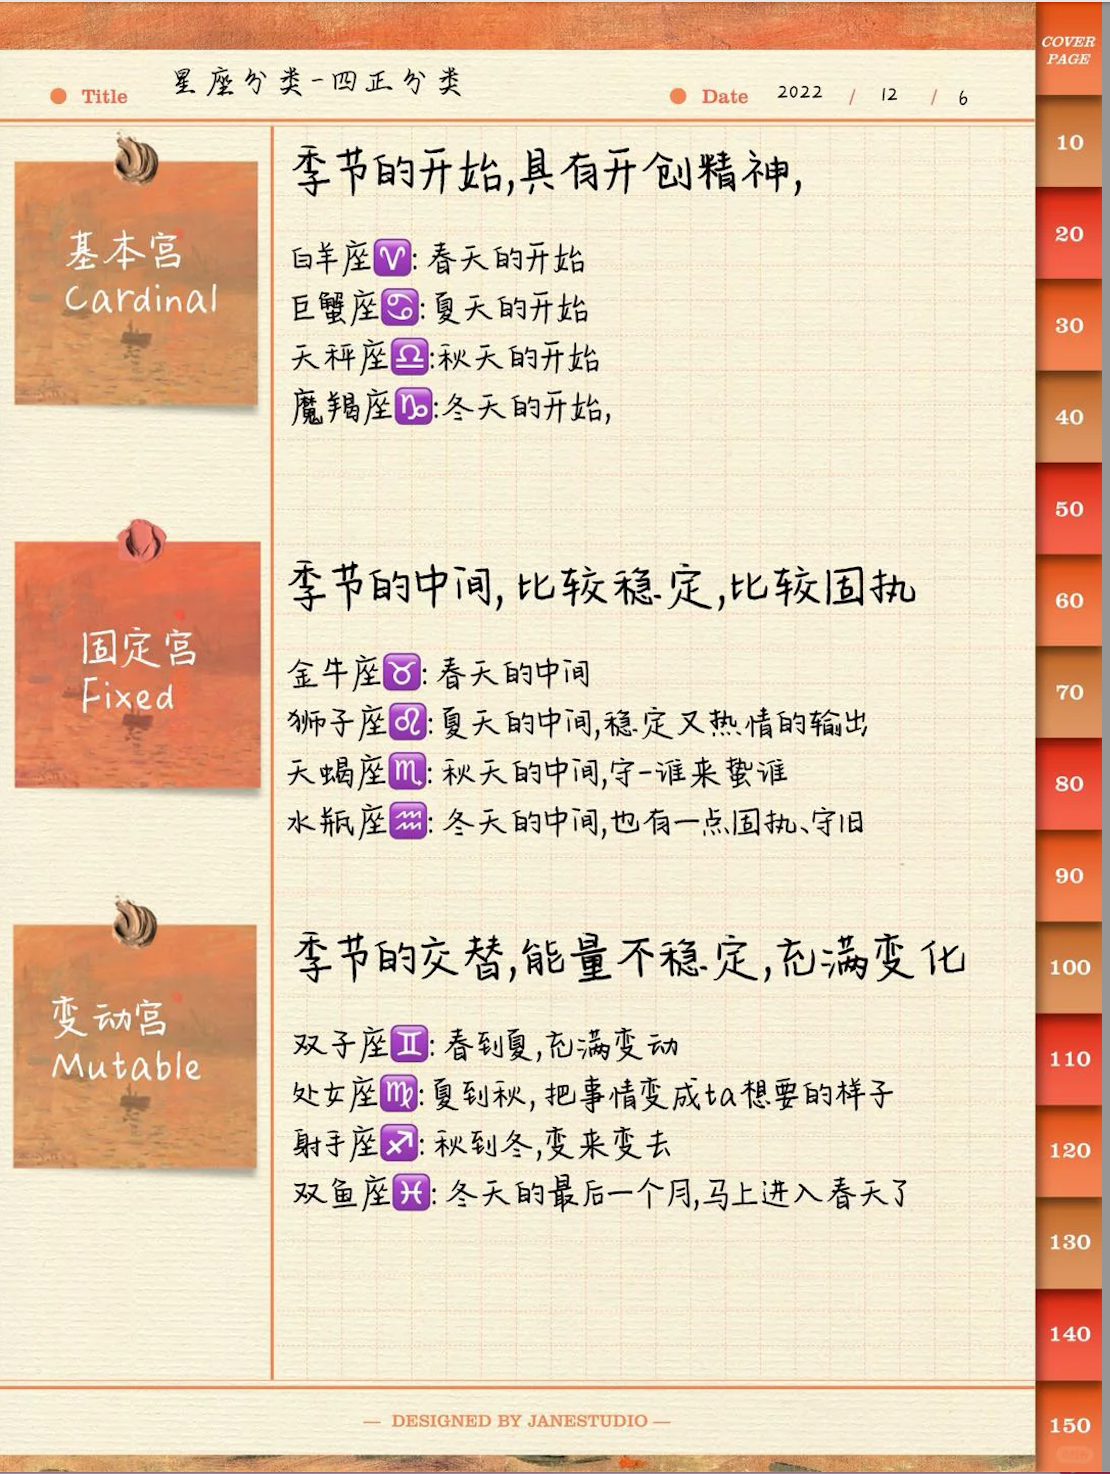 星座分类-四正分类
Title
Date 2022 / 12 / 6
基本宫
Cardinal
季节的开始,具有开创精神,
白羊座♈: 春天的开始
巨蟹座♋: 夏天的开始
天秤座♎:秋天的开始
魔羯座♑:冬天的开始,
固定宫
Fixed
季节的中间,比较稳定,比较固执
金牛座♉: 春天的中间
狮子座♌: 夏天的中间,稳定又热情的输出
天蝎座♏: 秋天的中间,守-谁来蛰谁
水瓶座♒: 冬天的中间,也有一点固执、守旧
变动宫
Mutable
季节的交替,能量不稳定,充满变化
双子座♊: 春到夏,充满变动
处女座♍: 夏到秋,把事情变成ta想要的样子
射手座♐: 秋到冬,变来变去
双鱼座♓: 冬天的最后一个月,马上进入春天了
— DESIGNED BY JANESTUDIO —
COVER
PAGE
10
20
30
40
50
60
70
80
90
100
110
120
130
140
150